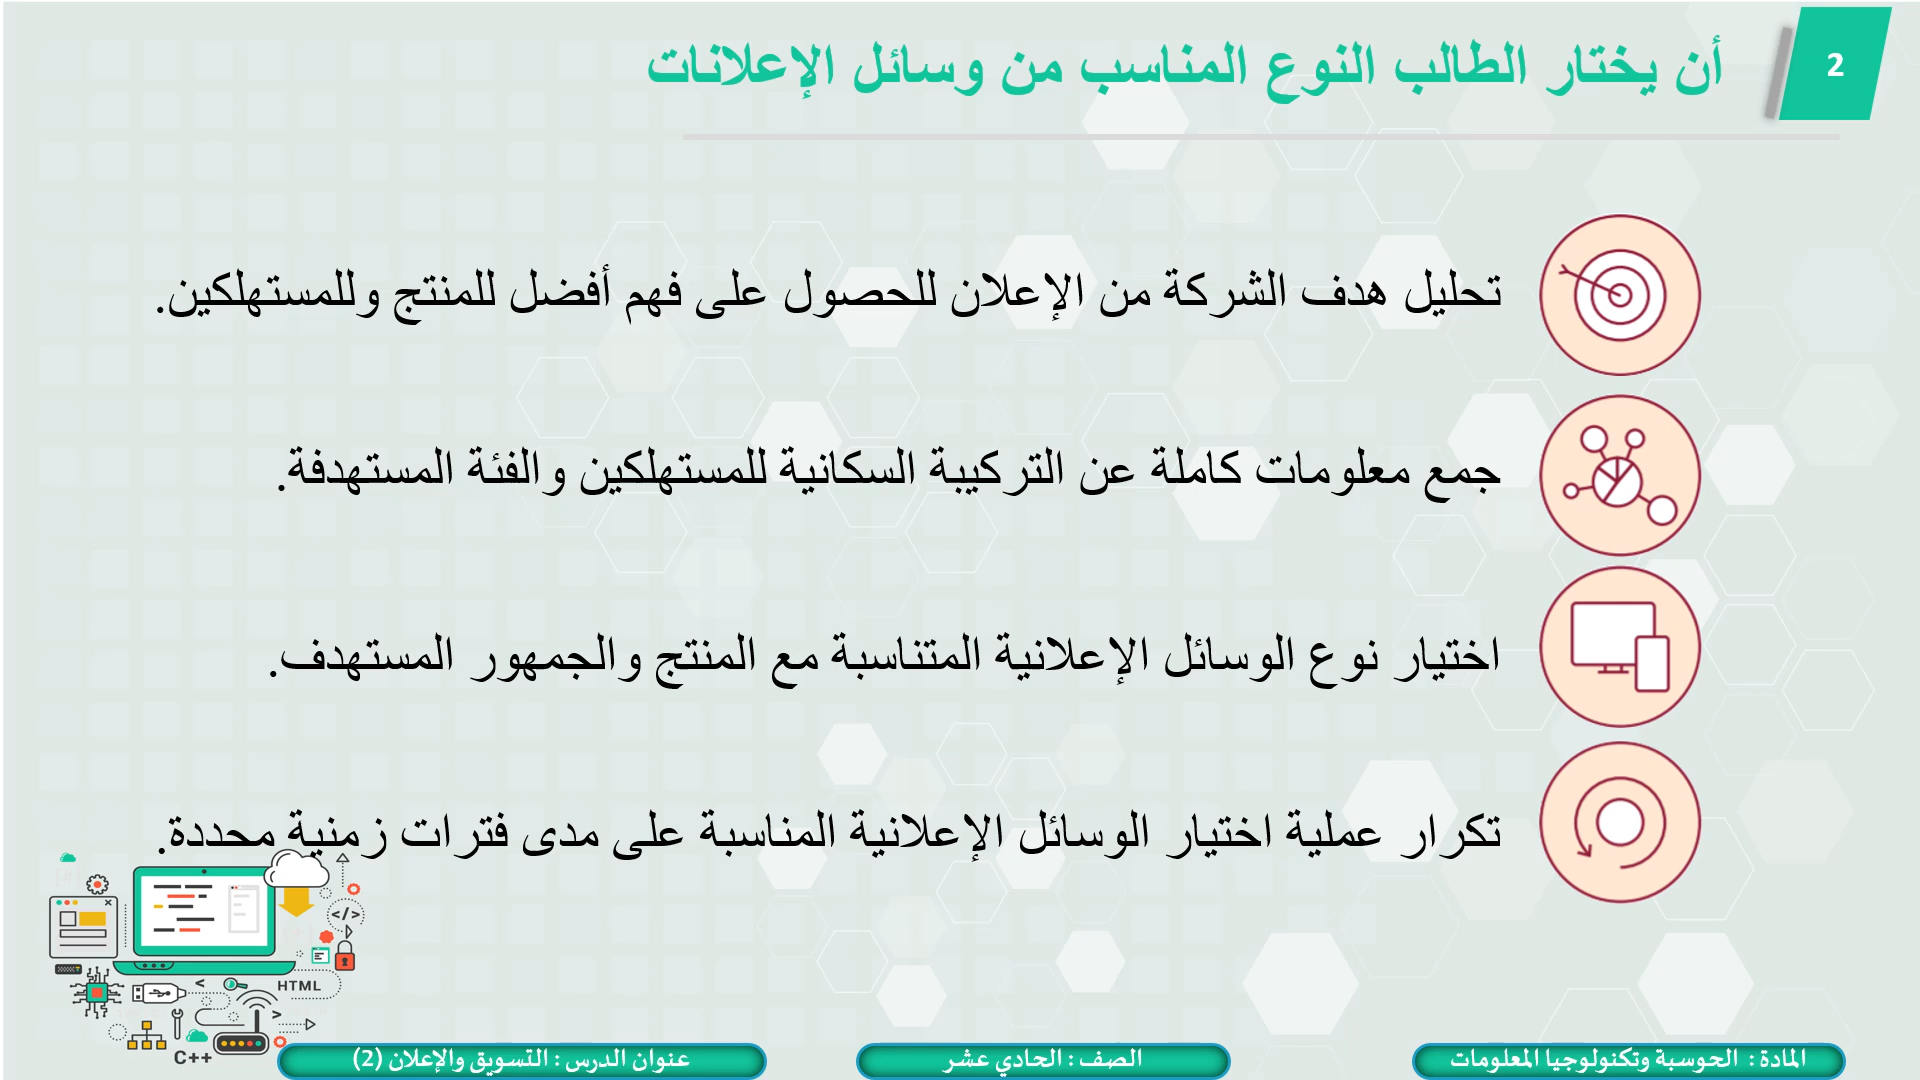 2
أن يختار الطالب النوع المناسب من وسائل الإعلانات
تحليل هدف الشركة من الإعلان للحصول على فهم أفضل للمنتج وللمستهلكين.
جمع معلومات كاملة عن التركيبة السكانية للمستهلكين والفئة المستهدفة.
اختيار نوع الوسائل الإعلانية المتناسبة مع المنتج والجمهور المستهدف.
تكرار عملية اختيار الوسائل الإعلانية المناسبة على مدى فترات زمنية محددة.
</>
HTML
C++
المادة : الحوسبة وتكنولوجيا المعلومات
الصف : الحادي عشر
عنوان الدرس : التسويق والإعلان (2)